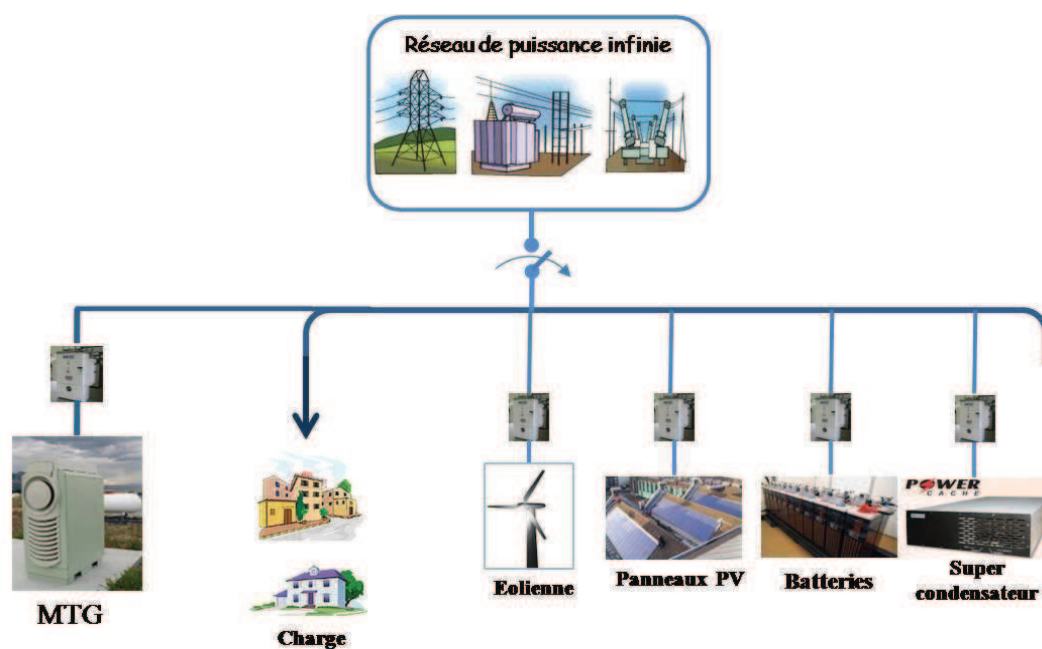 Réseau de puissance infinie
MTG
Charge
Eolienne
Panneaux PV
Batteries
POWER
CACHE
Super
condensateur